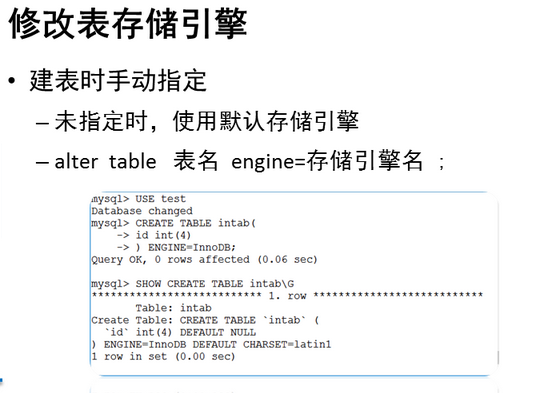 修改表存储引擎
• 建表时手动指定
– 未指定时，使用默认存储引擎
– alter table 表名 engine=存储引擎名 ;
mysql> USE test
Database changed
mysql> CREATE TABLE intab(
-> id int(4)
-> ) ENGINE=InnoDB;
Query OK, 0 rows affected (0.06 sec)
mysql> SHOW CREATE TABLE intab\G
*************************** 1. row ***************************
Table: intab
Create Table: CREATE TABLE `intab` (
`id` int(4) DEFAULT NULL
) ENGINE=InnoDB DEFAULT CHARSET=latin1
1 row in set (0.00 sec)